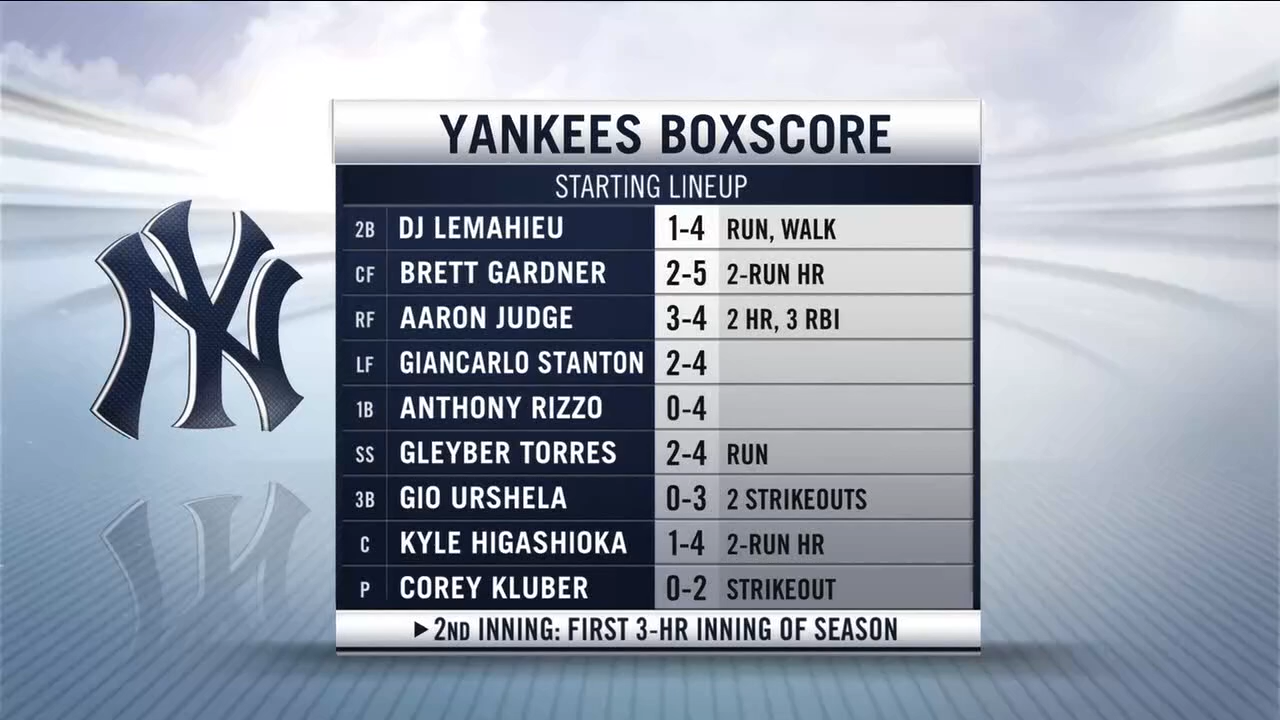 YANKEES BOXSCORE
STARTING LINEUP
2B DJ LEMAHIEU 1-4 RUN, WALK
CF BRETT GARDNER 2-5 2-RUN HR
RF AARON JUDGE 3-4 2 HR, 3 RBI
LF GIANCARLO STANTON 2-4
1B ANTHONY RIZZO 0-4
SS GLEYBER TORRES 2-4 RUN
3B GIO URSHELA 0-3 2 STRIKEOUTS
C KYLE HIGASHIOKA 1-4 2-RUN HR
P COREY KLUBER 0-2 STRIKEOUT
▶ 2ND INNING: FIRST 3-HR INNING OF SEASON
NY